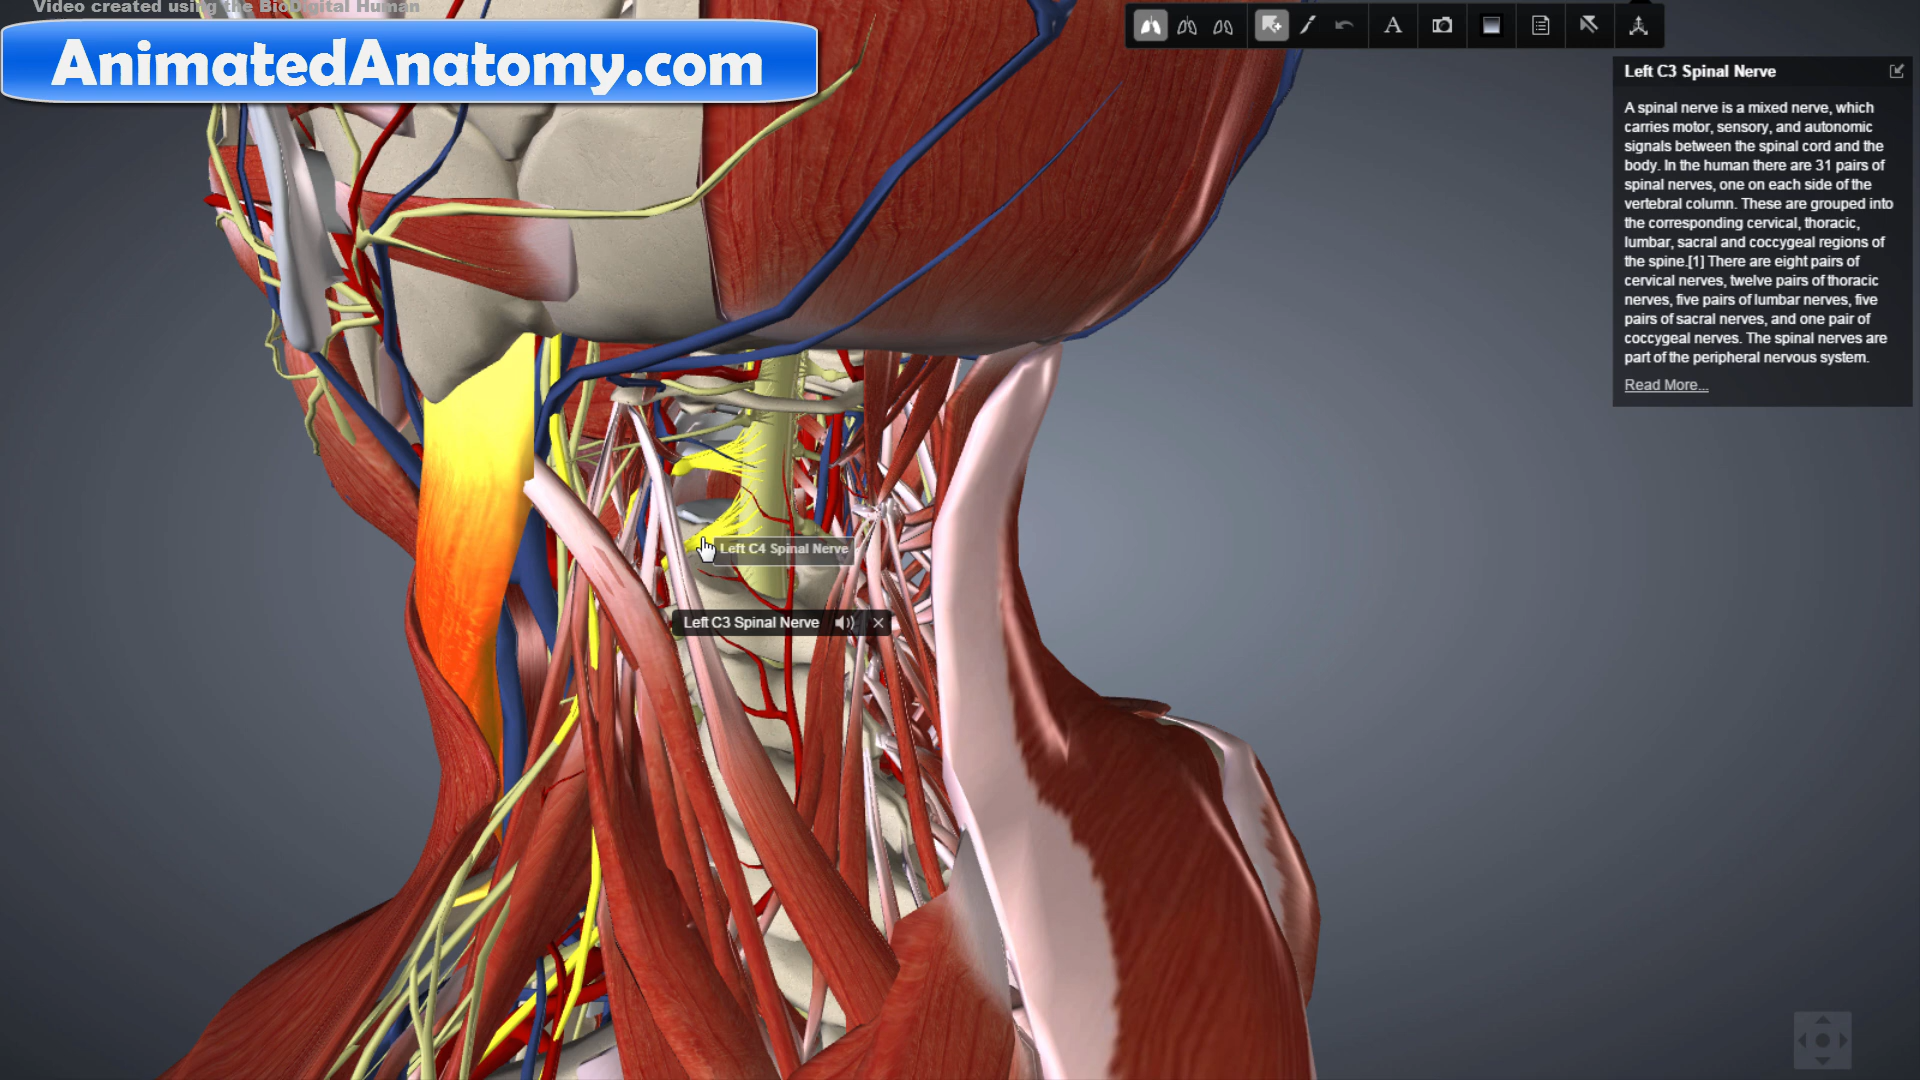 Video created using the BioDigital Human
AnimatedAnatomy.com
A
Left C3 Spinal Nerve
A spinal nerve is a mixed nerve, which
carries motor, sensory, and autonomic
signals between the spinal cord and the
body. In the human there are 31 pairs of
spinal nerves, one on each side of the
vertebral column. These are grouped into
the corresponding cervical, thoracic,
lumbar, sacral and coccygeal regions of
the spine.[1] There are eight pairs of
cervical nerves, twelve pairs of thoracic
nerves, five pairs of lumbar nerves, five
pairs of sacral nerves, and one pair of
coccygeal nerves. The spinal nerves are
part of the peripheral nervous system.
Read More...
Left C4 Spinal Nerve
Left C3 Spinal Nerve